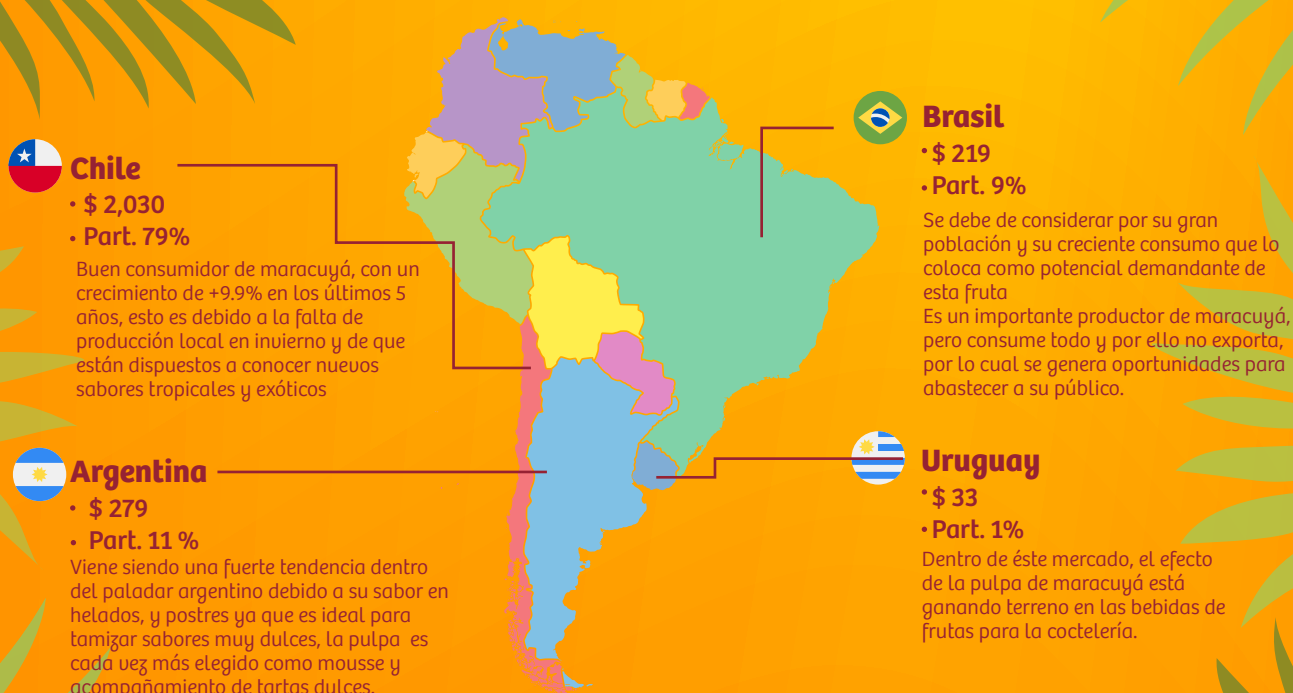 Chile
• $ 2,030
• Part. 79%
Buen consumidor de maracuyá, con un
crecimiento de +9.9% en los últimos 5
años, esto es debido a la falta de
producción local en invierno y de que
están dispuestos a conocer nuevos
sabores tropicales y exóticos
Argentina
• $ 279
• Part. 11 %
Viene siendo una fuerte tendencia dentro
del paladar argentino debido a su sabor en
helados, y postres ya que es ideal para
tamizar sabores muy dulces, la pulpa es
cada vez más elegido como mousse y
acompañamiento de tartas dulces.
Brasil
• $ 219
• Part. 9%
Se debe de considerar por su gran
población y su creciente consumo que lo
coloca como potencial demandante de
esta fruta
Es un importante productor de maracuyá,
pero consume todo y por ello no exporta,
por lo cual se genera oportunidades para
abastecer a su público.
Uruguay
• $ 33
• Part. 1%
Dentro de éste mercado, el efecto
de la pulpa de maracuyá está
ganando terreno en las bebidas de
frutas para la coctelería.